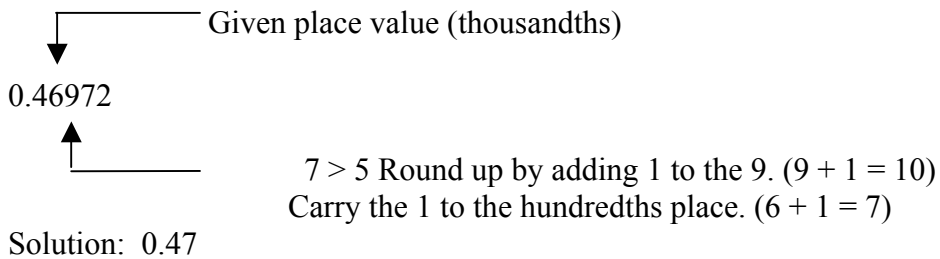 Given place value (thousandths)
0.46972
7 > 5 Round up by adding 1 to the 9. (9 + 1 = 10)
Carry the 1 to the hundredths place. (6 + 1 = 7)
Solution: 0.47